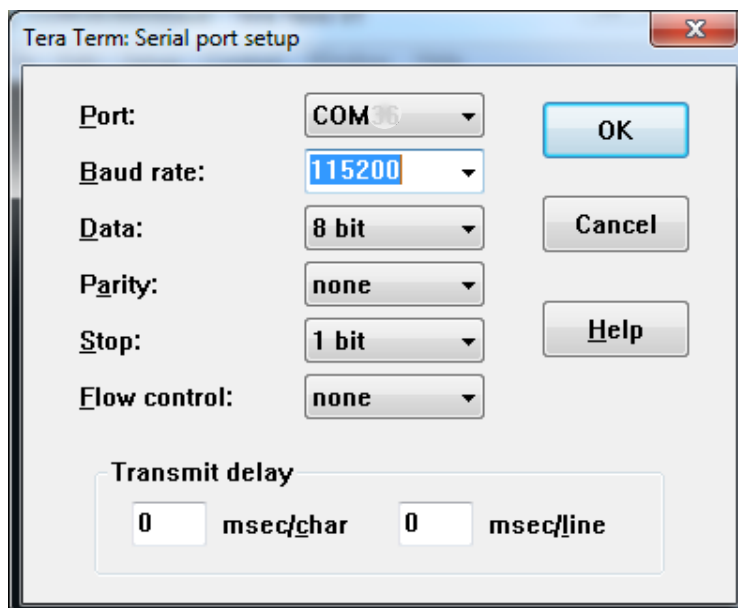 Tera Term: Serial port setup
Port: COM36 OK
Baud rate: 115200
Data: 8 bit Cancel
Parity: none
Stop: 1 bit Help
Flow control: none
Transmit delay
0 msec/char 0 msec/line